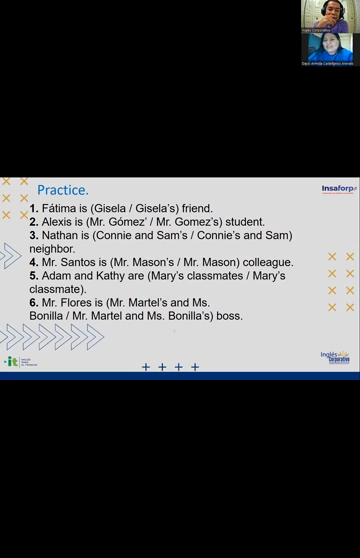 Practice.
Insaforp
1. Fátima is (Gisela / Gisela's) friend.
2. Alexis is (Mr. Gómez' / Mr. Gomez's) student.
3. Nathan is (Connie and Sam's / Connie's and Sam)
neighbor.
4. Mr. Santos is (Mr. Mason's / Mr. Mason) colleague.
5. Adam and Kathy are (Mary's classmates / Mary's
classmate).
6. Mr. Flores is (Mr. Martel's and Ms.
Bonilla / Mr. Martel and Ms. Bonilla's) boss.
it
Inglés
Corporativo